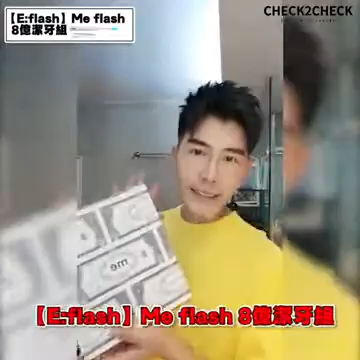 【E:flash】Me flash
8億潔牙組
CHECK2CHECK
【E:flash】Me flash 8億潔牙組